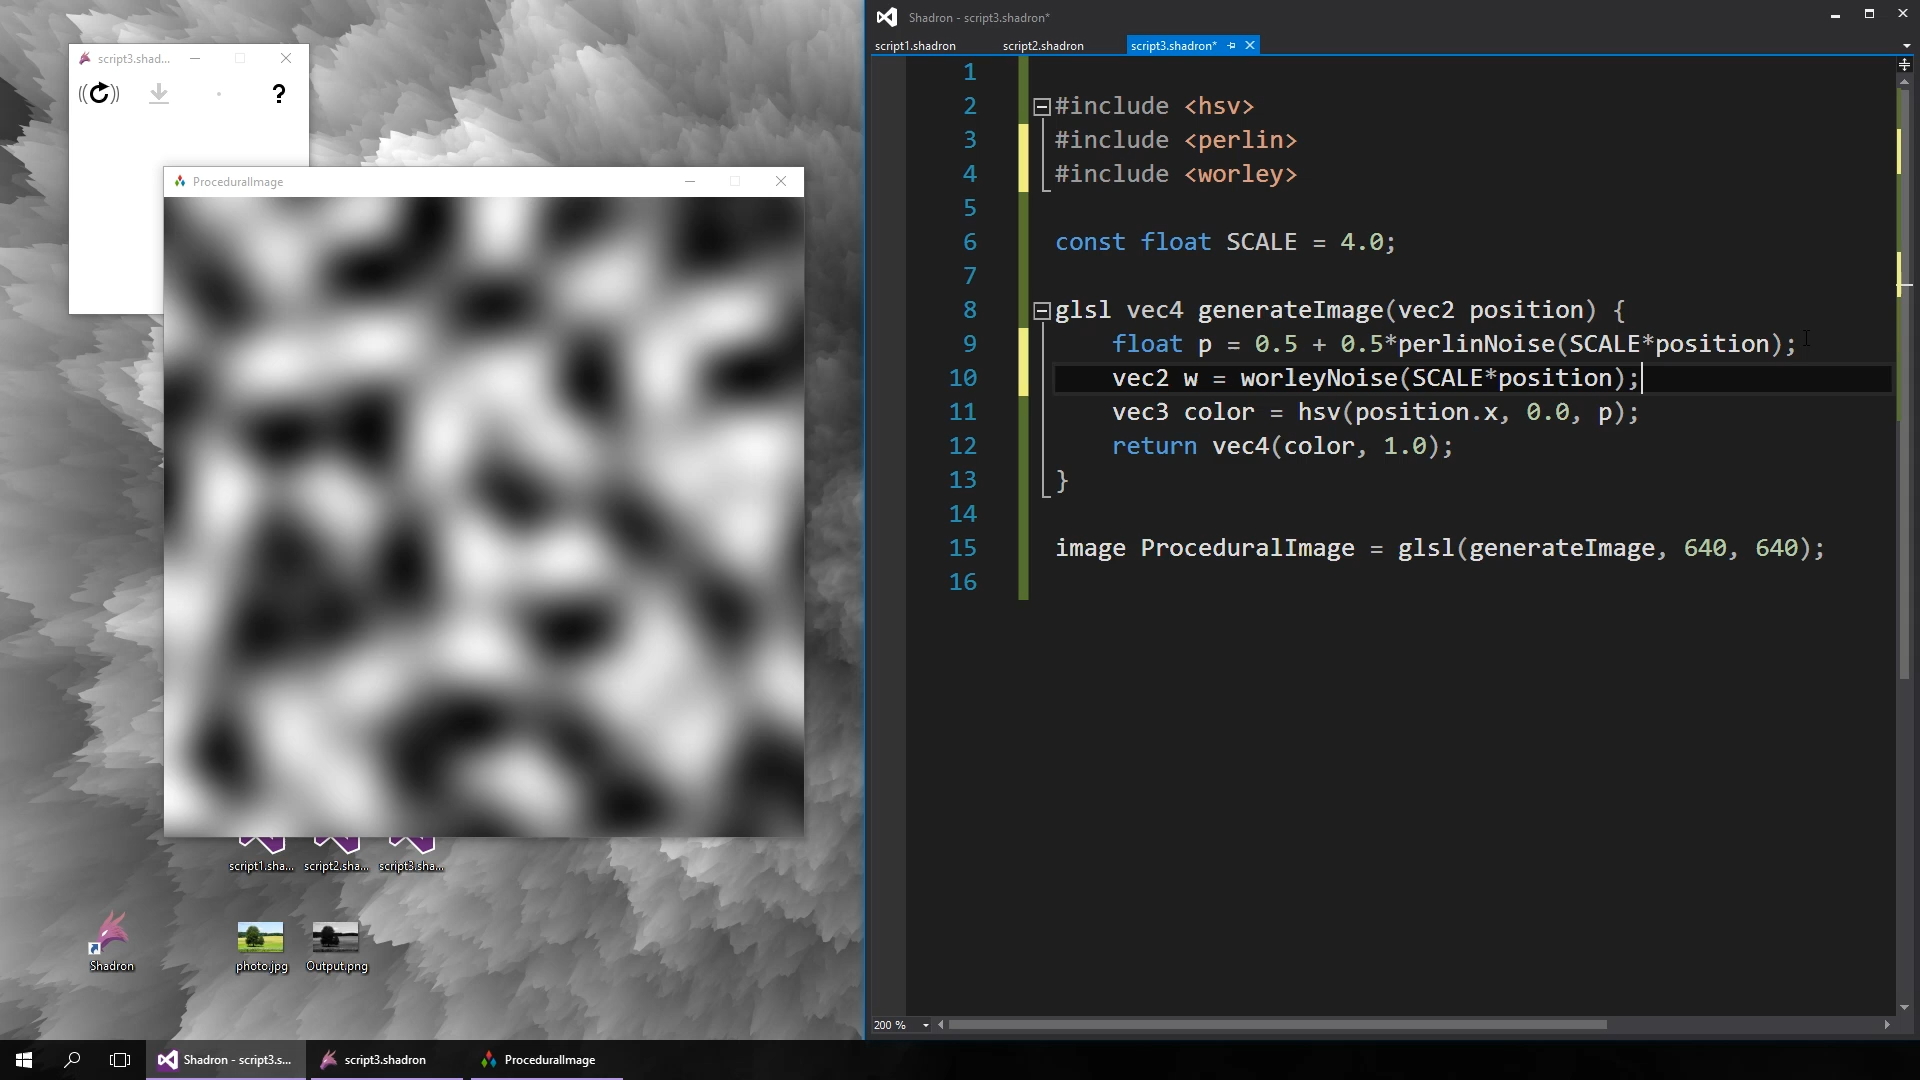 script3.shad...
?
ProceduralImage
script1.sha...
script2.sha...
script3.sha...
Shadron
photo.jpg
Output.png
Shadron - script3.shadron*
script1.shadron
script2.shadron
script3.shadron*
1
2 #include <hsv>
3 #include <perlin>
4 #include <worley>
5
6 const float SCALE = 4.0;
7
8 glsl vec4 generateImage(vec2 position) {
9 float p = 0.5 + 0.5*perlinNoise(SCALE*position);
10 vec2 w = worleyNoise(SCALE*position);
11 vec3 color = hsv(position.x, 0.0, p);
12 return vec4(color, 1.0);
13 }
14
15 image ProceduralImage = glsl(generateImage, 640, 640);
16
200 %
Shadron - script3.s...
script3.shadron
ProceduralImage